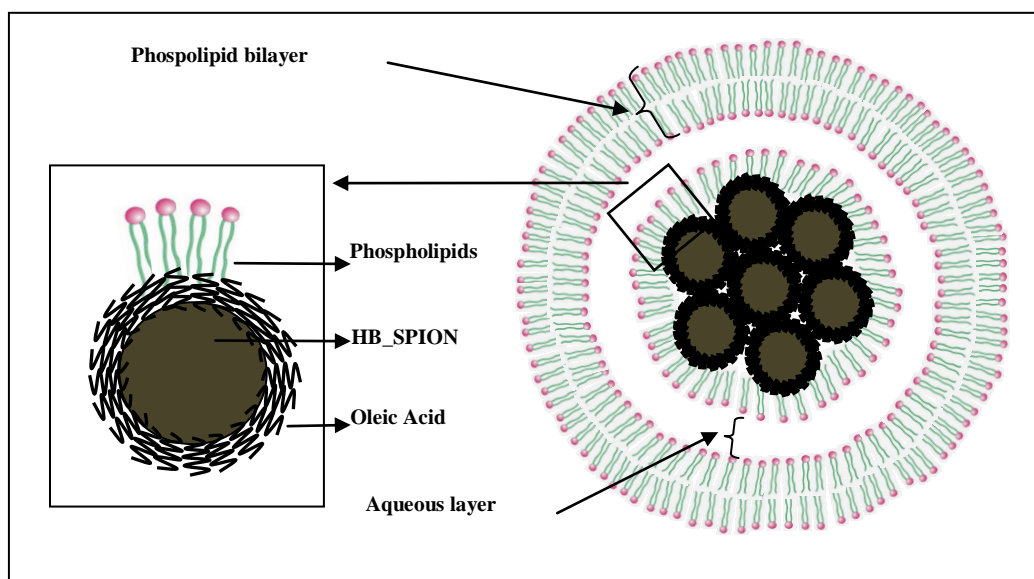 Phospolipid bilayer
Phospholipids
HB_SPION
Oleic Acid
Aqueous layer